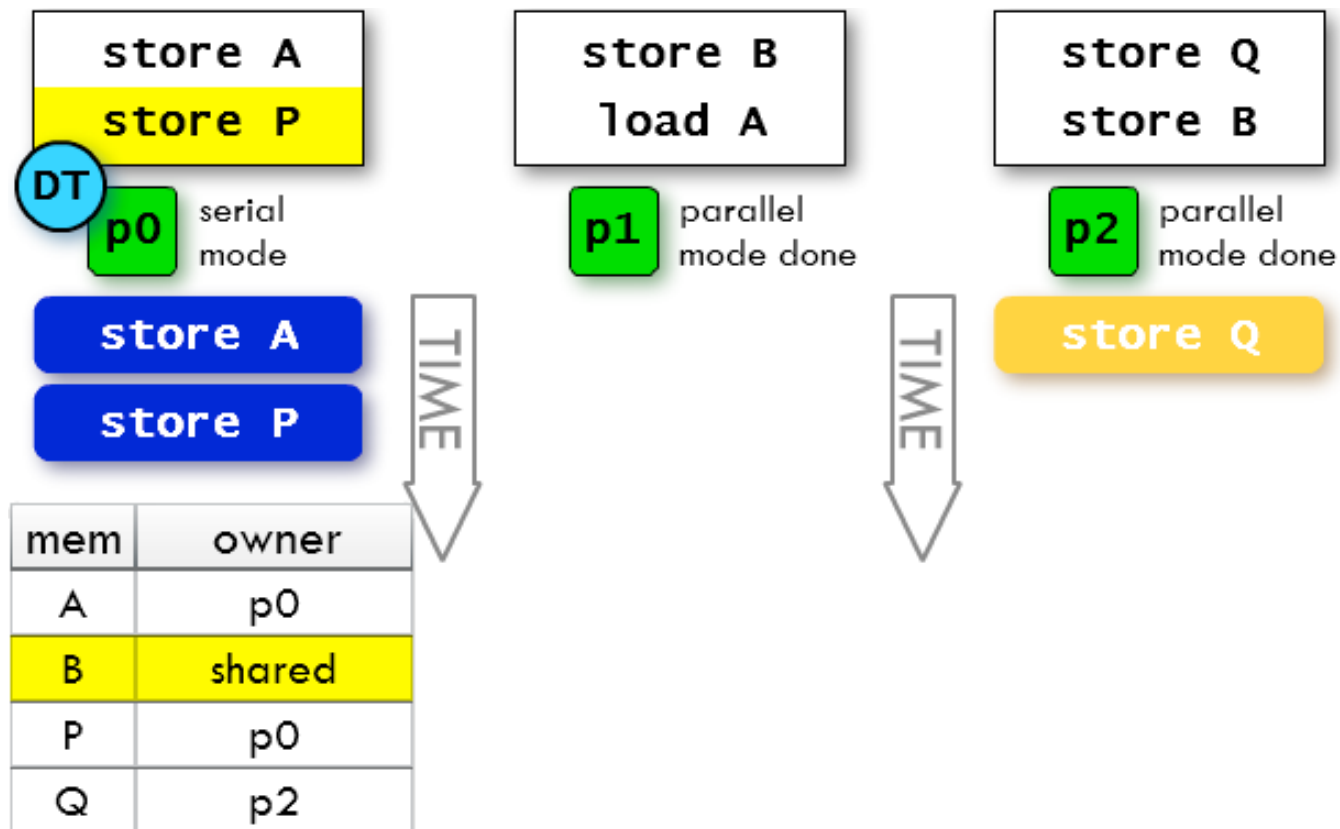 store A
store P
DT
p0
serial
mode
store A
store P
TIME
store B
load A
p1
parallel
mode done
TIME
store Q
store B
p2
parallel
mode done
store Q
mem owner
A p0
B shared
P p0
Q p2